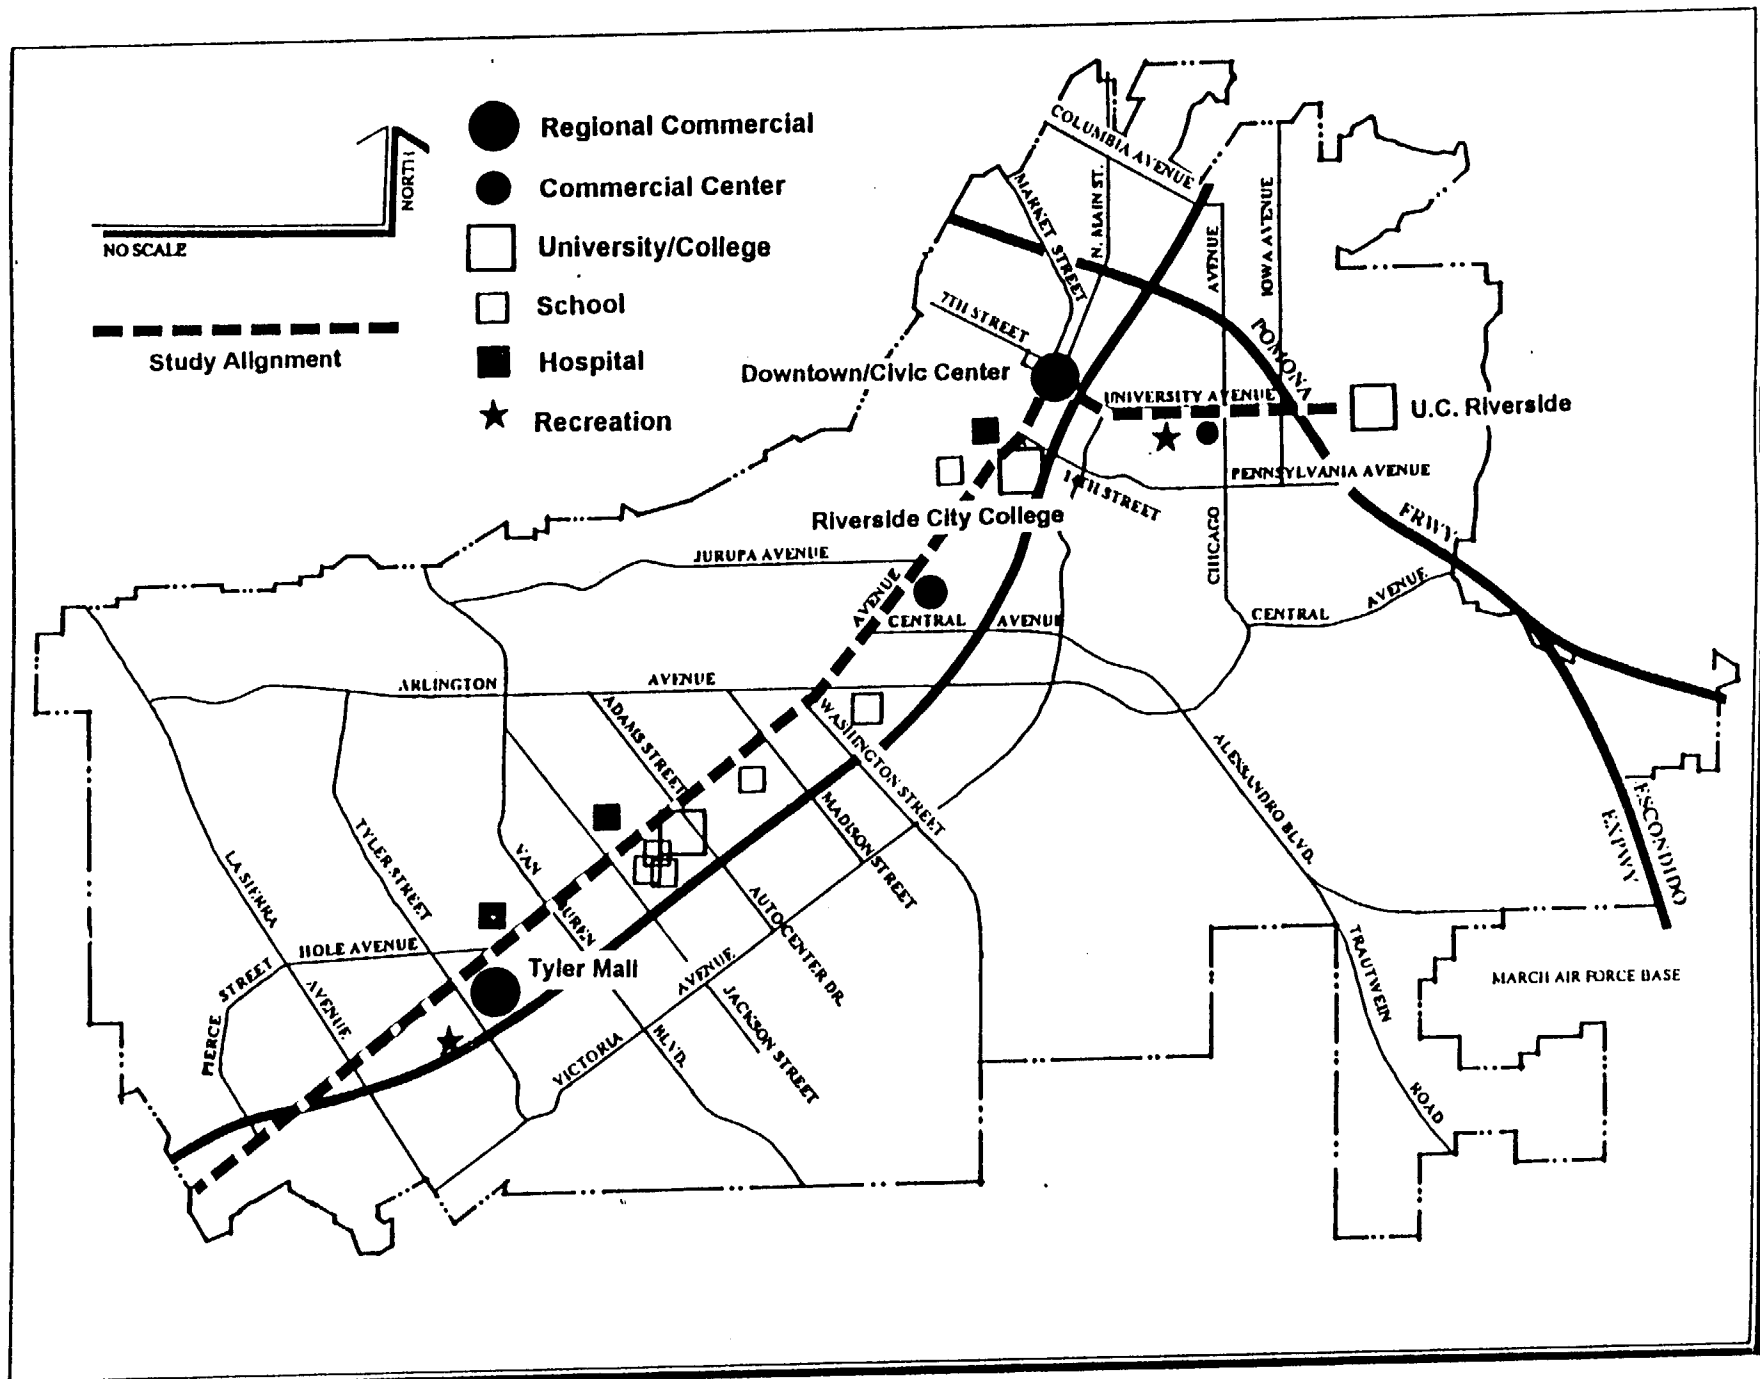 NORTH
NO SCALE
Study Alignment
Regional Commercial
Commercial Center
University/College
School
Hospital
Recreation
COLUMBIA AVENUE
MARKET STREET
N. MAIN ST.
AVENUE
IOWA AVENUE
7TH STREET
POMONA
Downtown/Civic Center
UNIVERSITY AVENUE
U.C. Riverside
PENNSYLVANIA AVENUE
14TH STREET
Riverside City College
CHICAGO
FRWY.
JURUPA AVENUE
AVENUE
CENTRAL AVENUE
CENTRAL AVENUE
ARLINGTON AVENUE
ADAMS STREET
WASHINGTON STREET
ALESSANDRO BLVD.
ESCONDIDO
EXPWY
MADISON STREET
TYLER STREET
LA SIERRA
VAN
UREN
AUTO CENTER DR.
HOLE AVENUE
Tyler Mall
AVENUE
PIERCE STREET
AVENUE
JACKSON STREET
VICTORIA
BLVD.
TRAUTWEIN
ROAD
MARCH AIR FORCE BASE